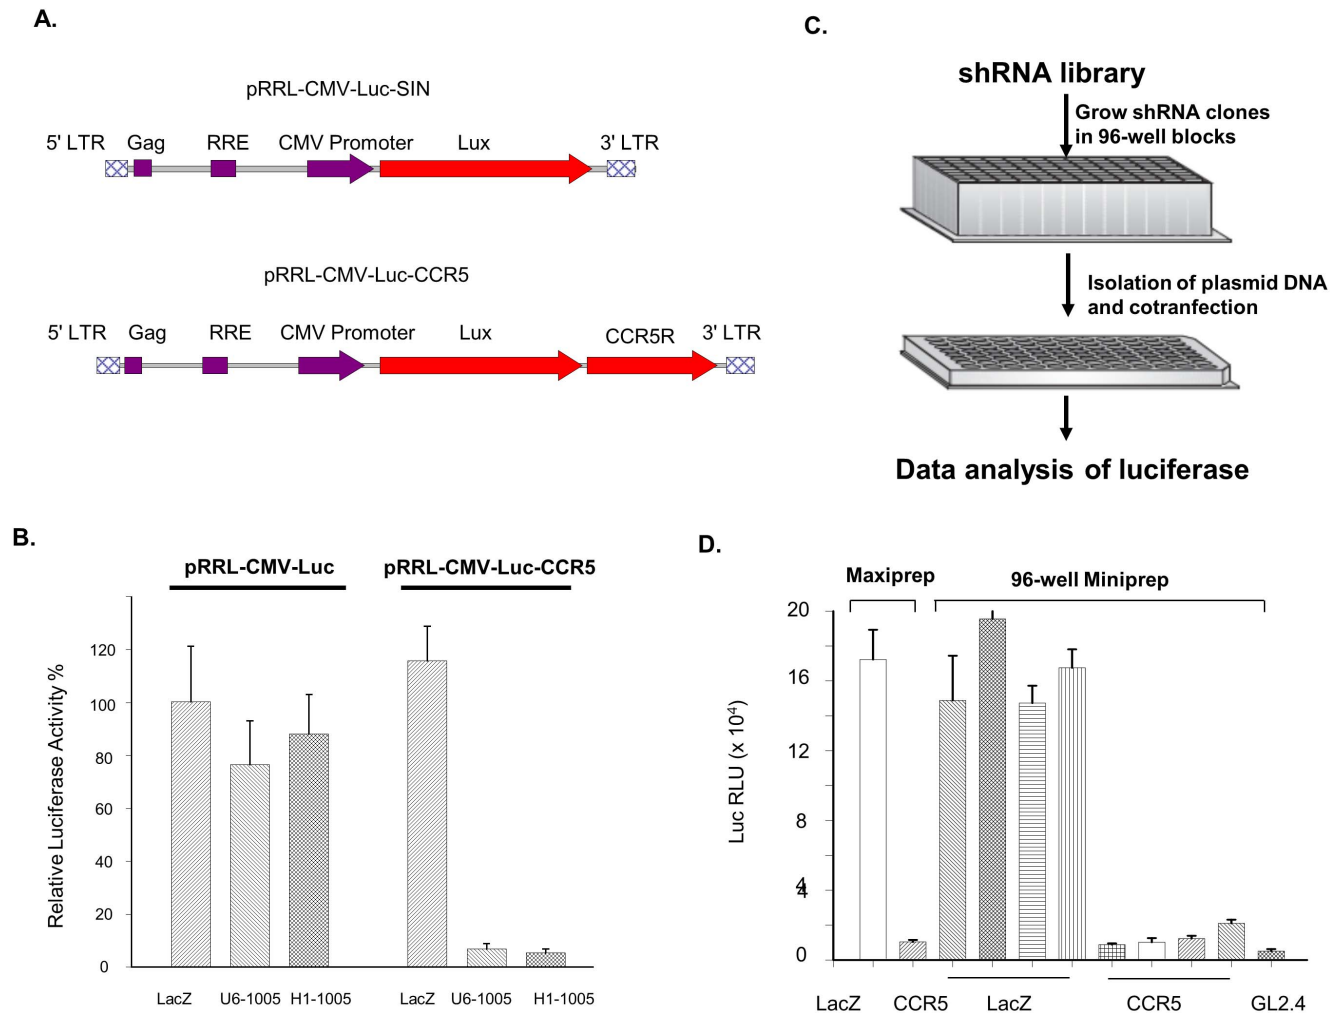 A.
pRRL-CMV-Luc-SIN
5' LTR Gag RRE CMV Promoter Lux 3' LTR
pRRL-CMV-Luc-CCR5
5' LTR Gag RRE CMV Promoter Lux CCR5R 3' LTR
C.
shRNA library
Grow shRNA clones
in 96-well blocks
Isolation of plasmid DNA
and cotranfection
Data analysis of luciferase
B.
pRRL-CMV-Luc pRRL-CMV-Luc-CCR5
Relative Luciferase Activity %
120
100
80
60
40
20
0
LacZ U6-1005 H1-1005 LacZ U6-1005 H1-1005
D.
Maxiprep 96-well Miniprep
Luc RLU (x 10⁴)
20
16
12
8
4
4
0
LacZ CCR5 LacZ CCR5 GL2.4